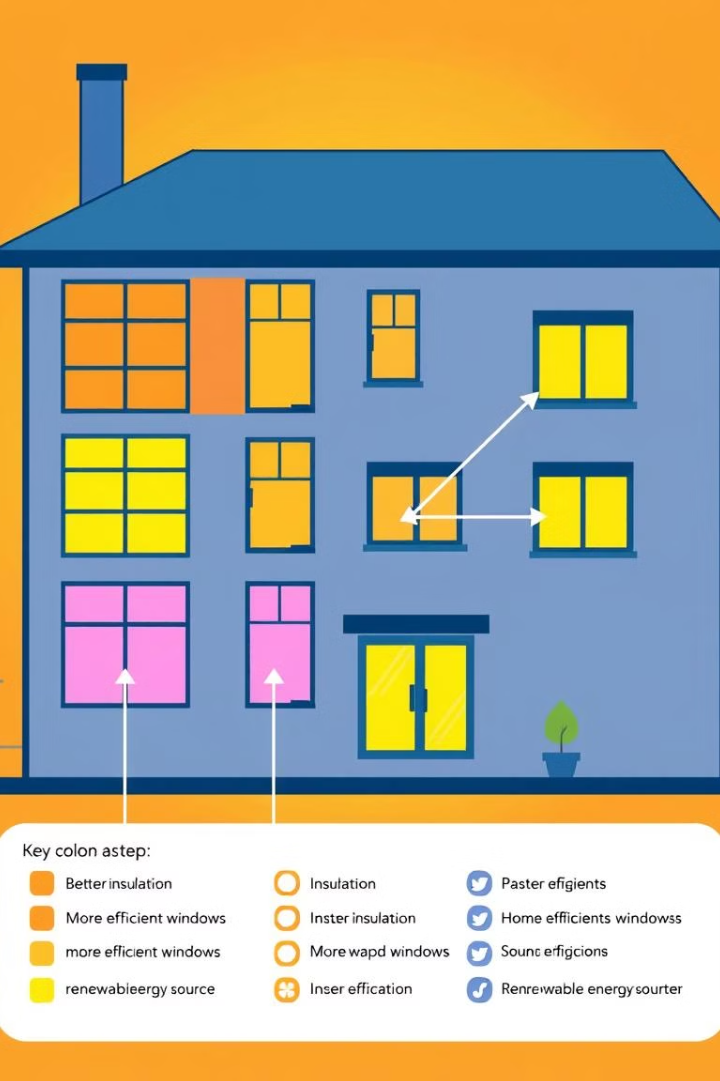 Key colon astep:
Better insulation
More efficient windows
more efficient windows
renewabieergy source
Insulation
Inster insulation
More wapd windows
Inser effication
Paster efigients
Home efficients windowss
Sounc efigicions
Renrewable energy sourter